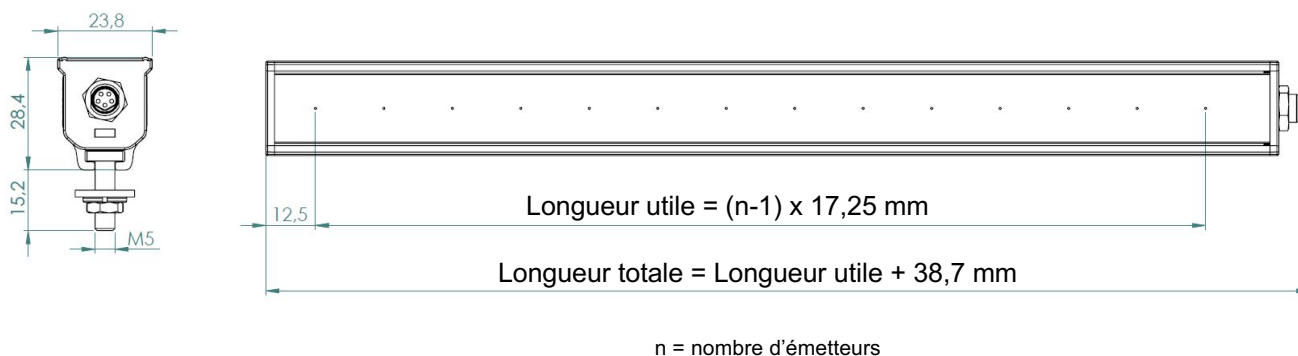 23,8
28,4
15,2
M5
12,5
Longueur utile = (n-1) x 17,25 mm
Longueur totale = Longueur utile + 38,7 mm
n = nombre d’émetteurs